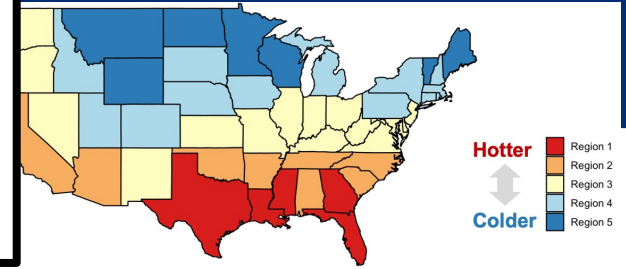 Hotter
Colder
Region 1
Region 2
Region 3
Region 4
Region 5